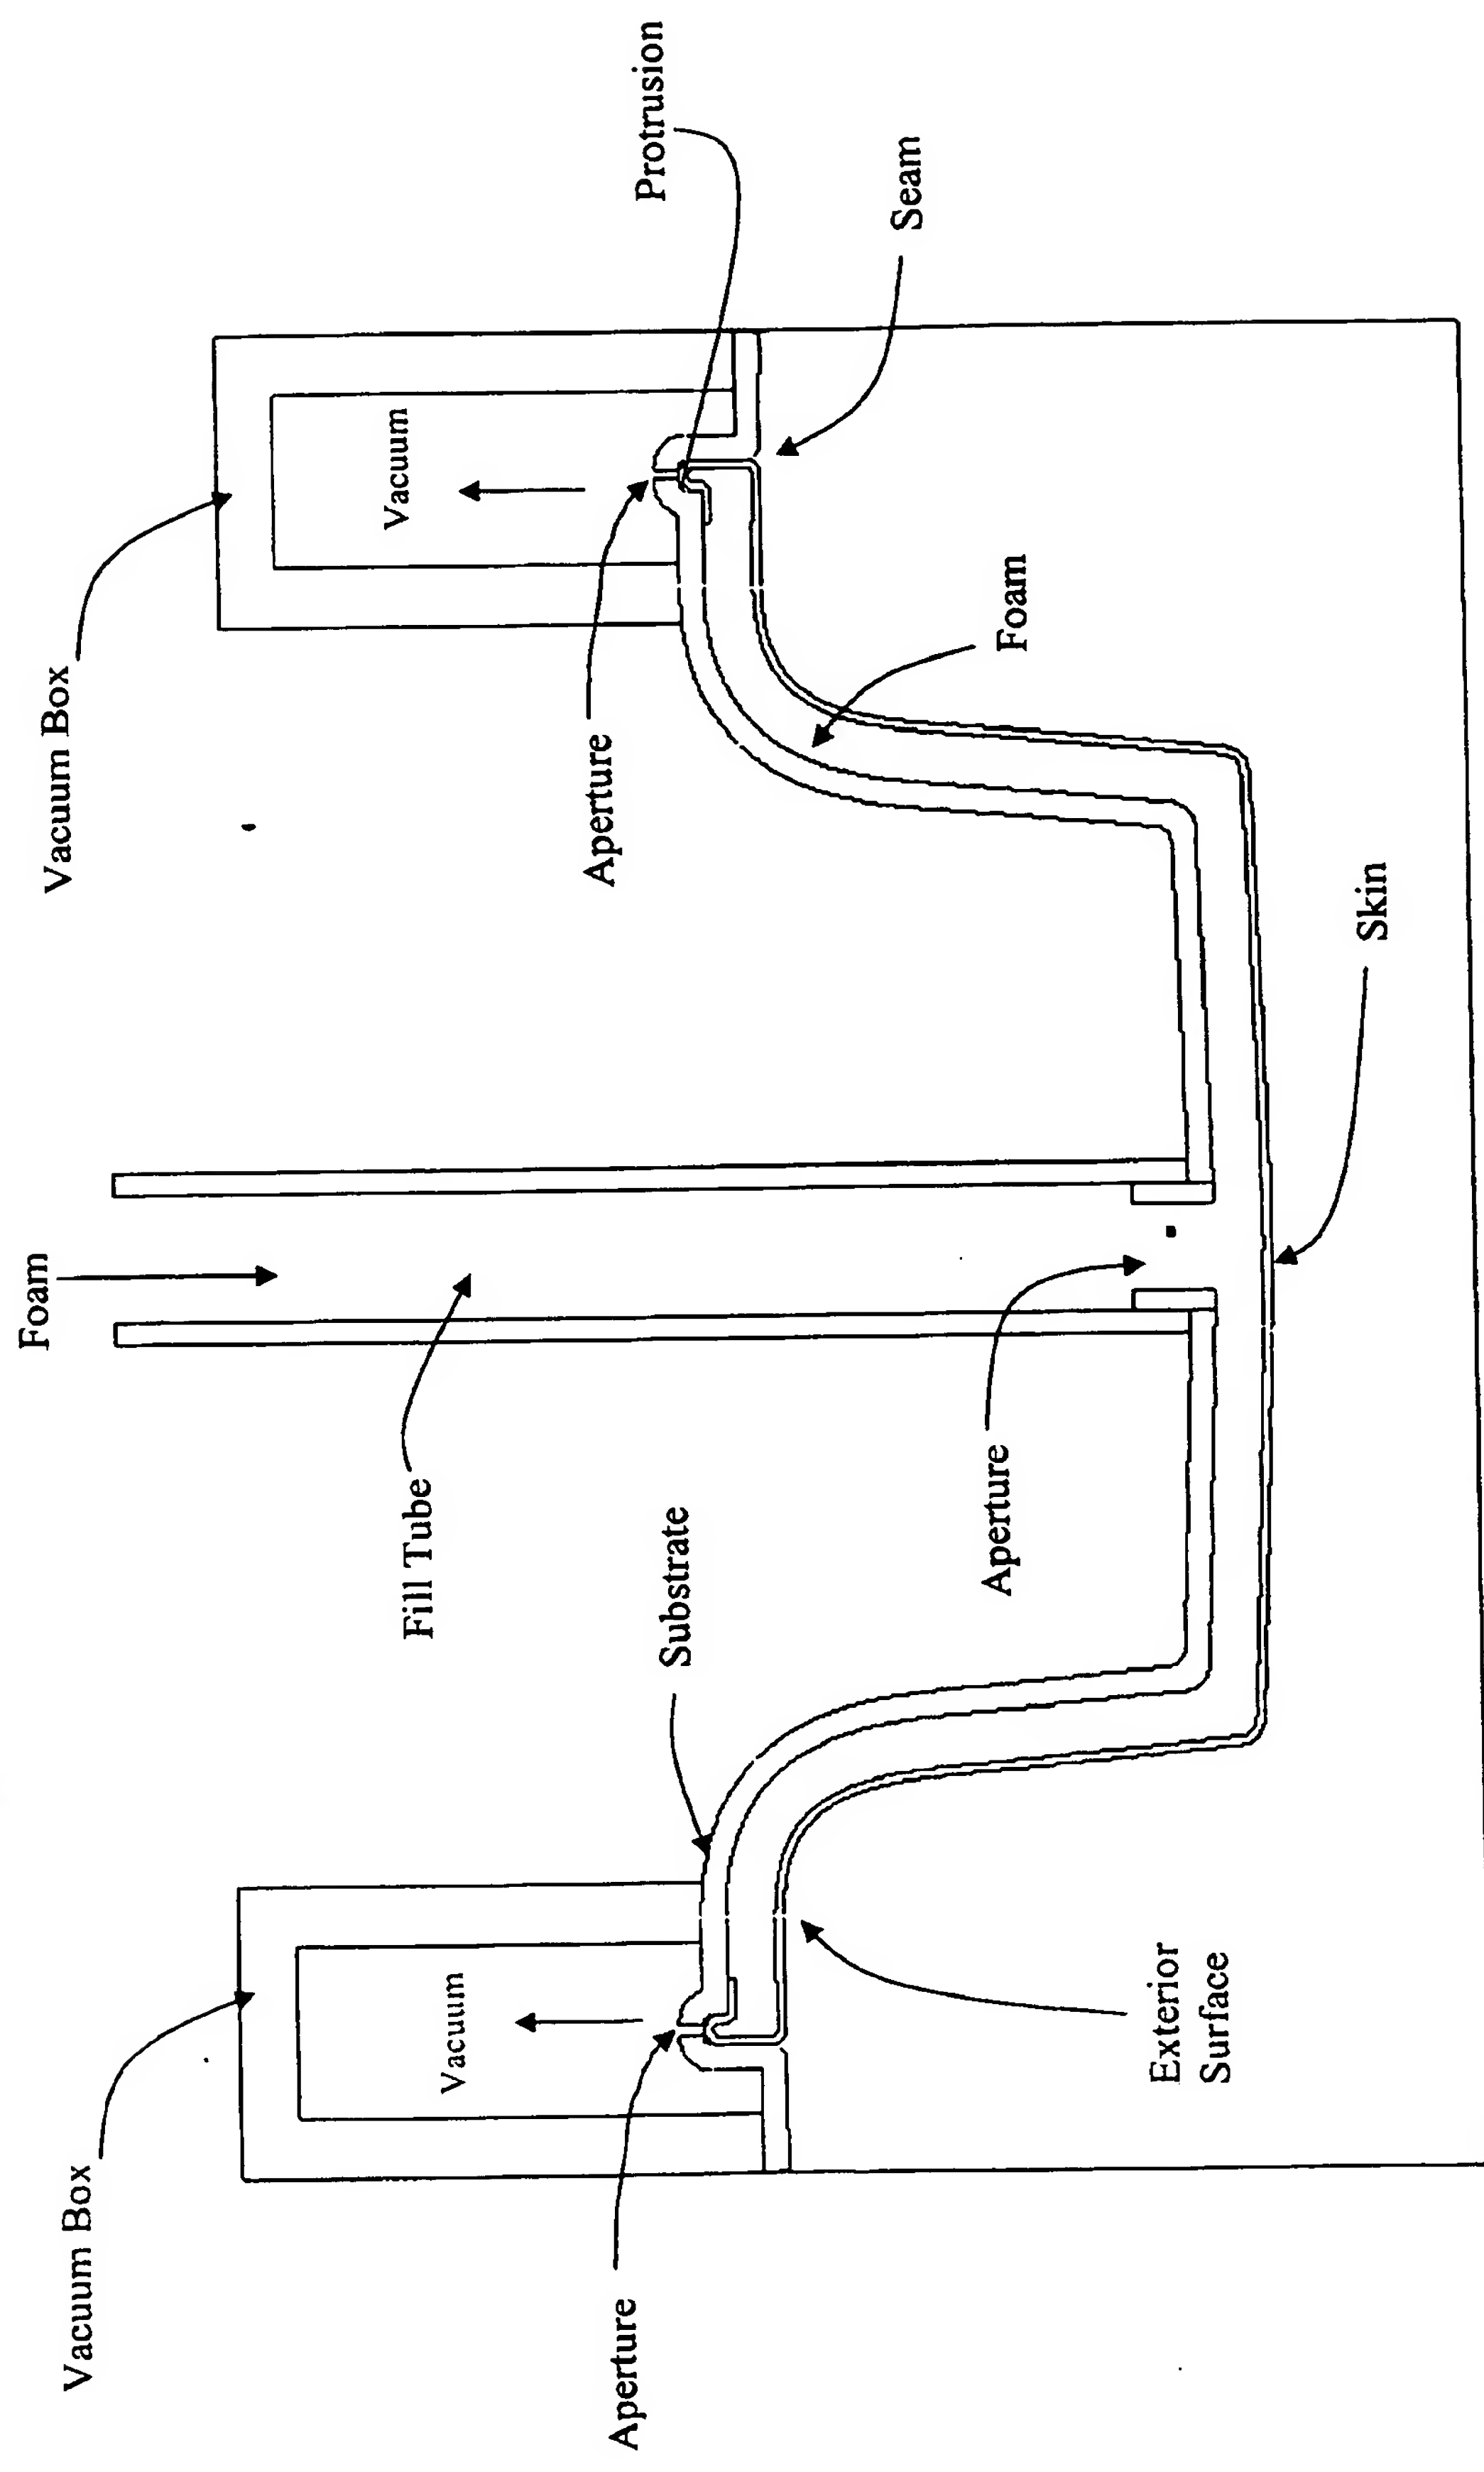 Vacuum Box
Aperture
Vacuum
Exterior
Surface
Substrate
Fill Tube
Foam
Aperture
Skin
Vacuum Box
Aperture
Foam
Vacuum
Protrusion
Seam